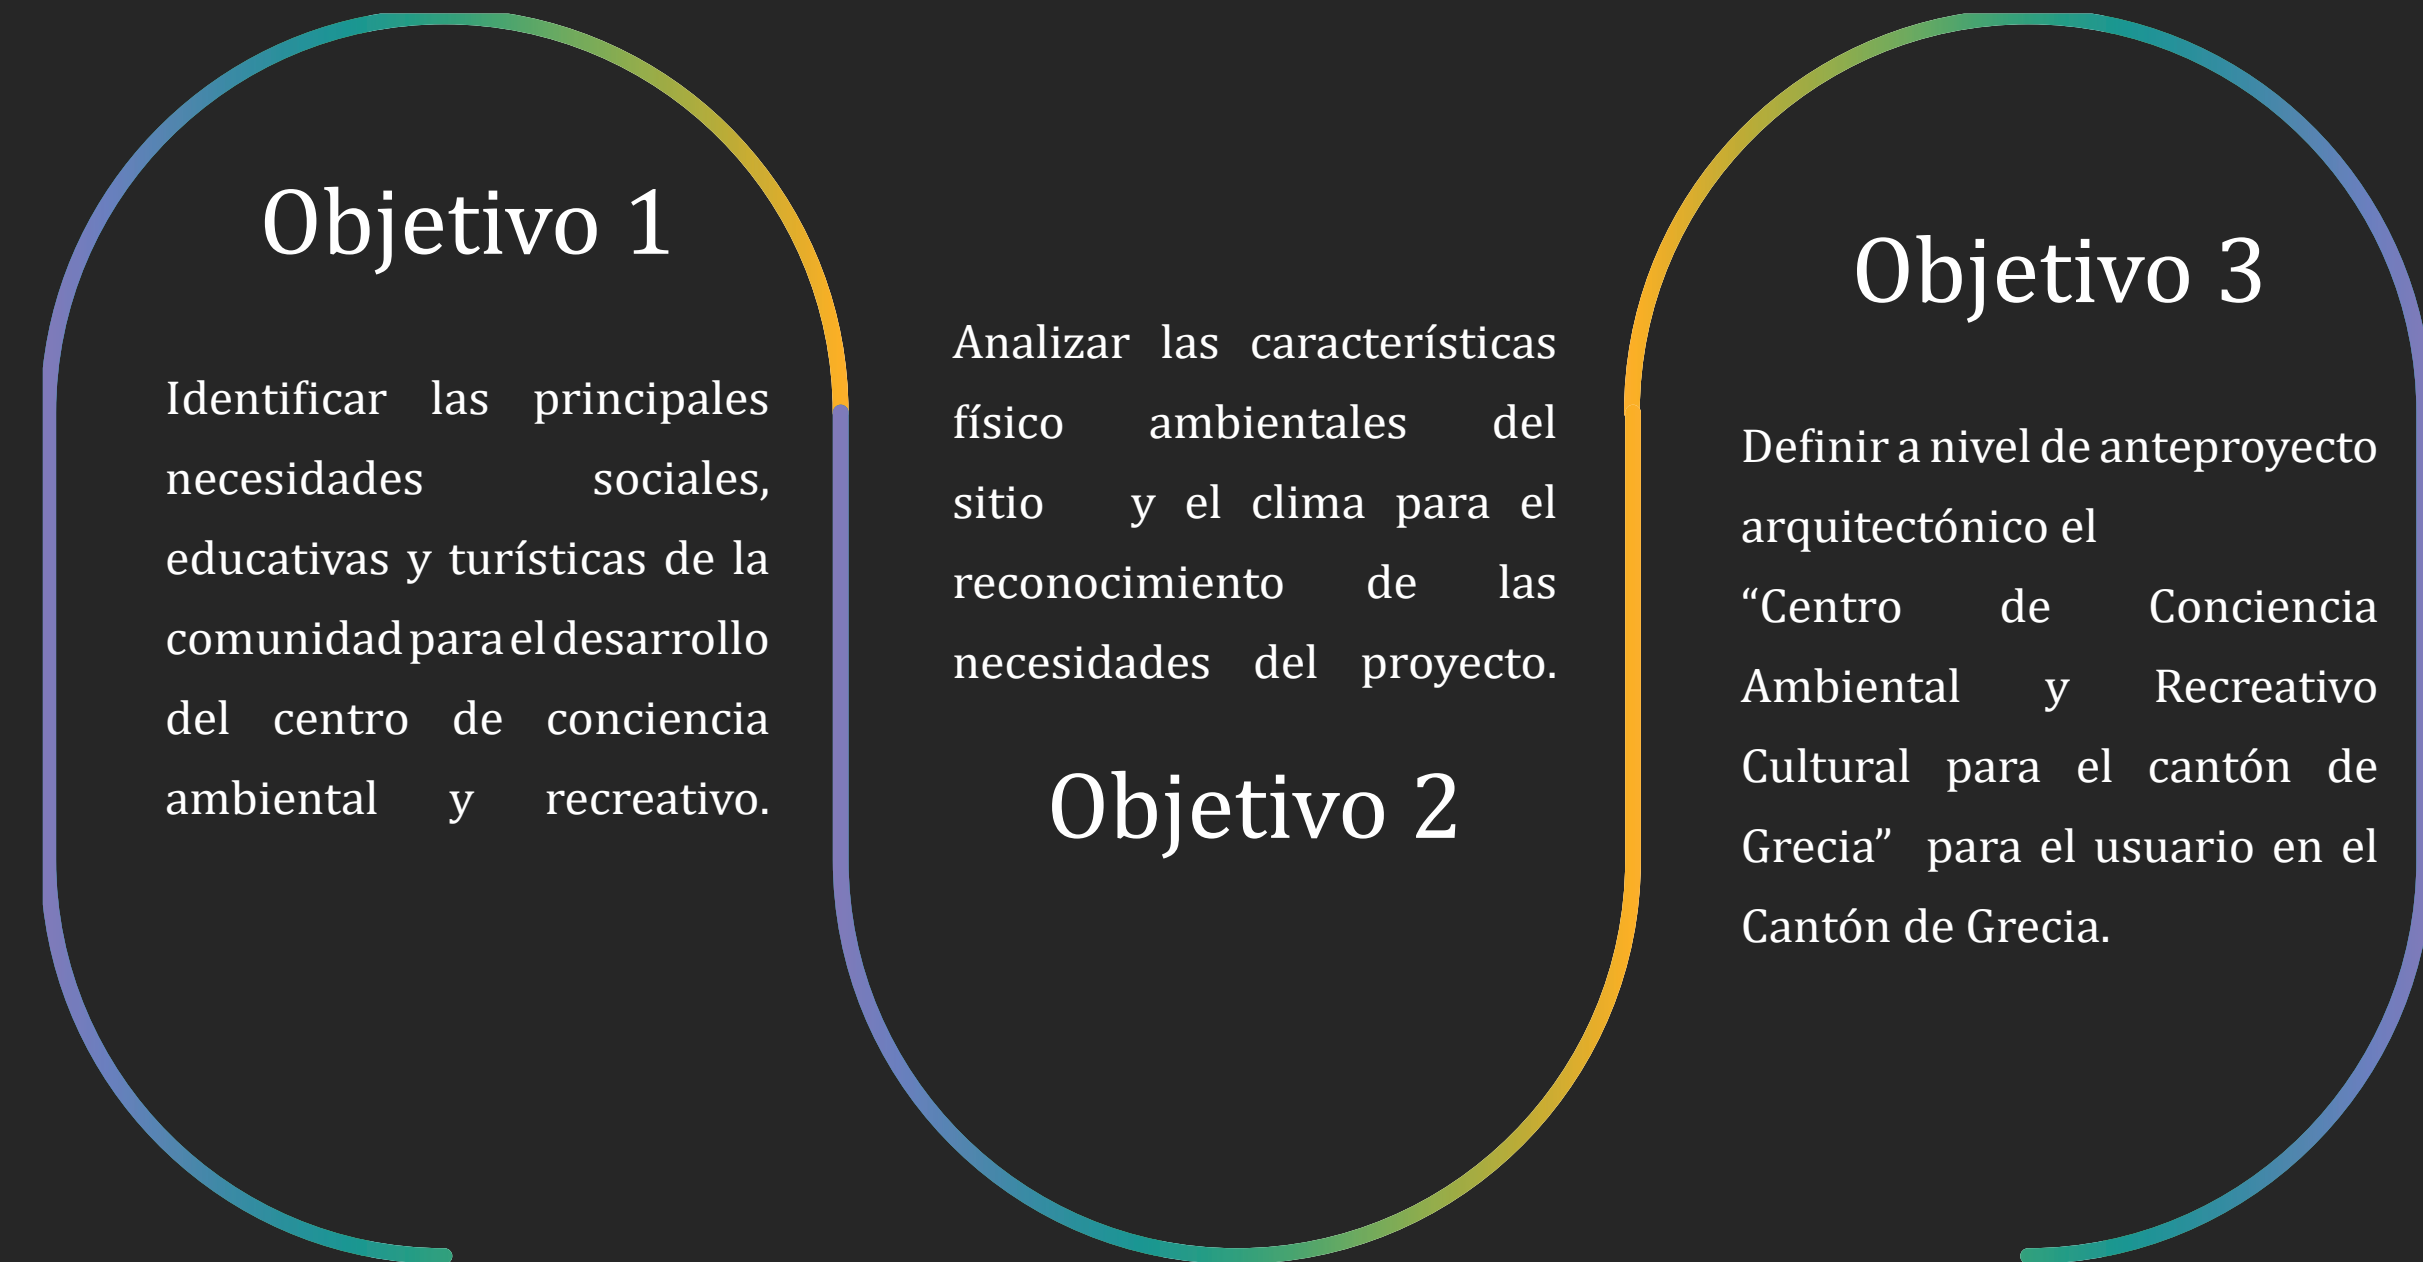 Objetivo 1
Identificar las principales
necesidades sociales,
educativas y turísticas de la
comunidad para el desarrollo
del centro de conciencia
ambiental y recreativo.
Analizar las características
físico ambientales del
sitio y el clima para el
reconocimiento de las
necesidades del proyecto.
Objetivo 2
Objetivo 3
Definir a nivel de anteproyecto
arquitectónico el
“Centro de Conciencia
Ambiental y Recreativo
Cultural para el cantón de
Grecia” para el usuario en el
Cantón de Grecia.